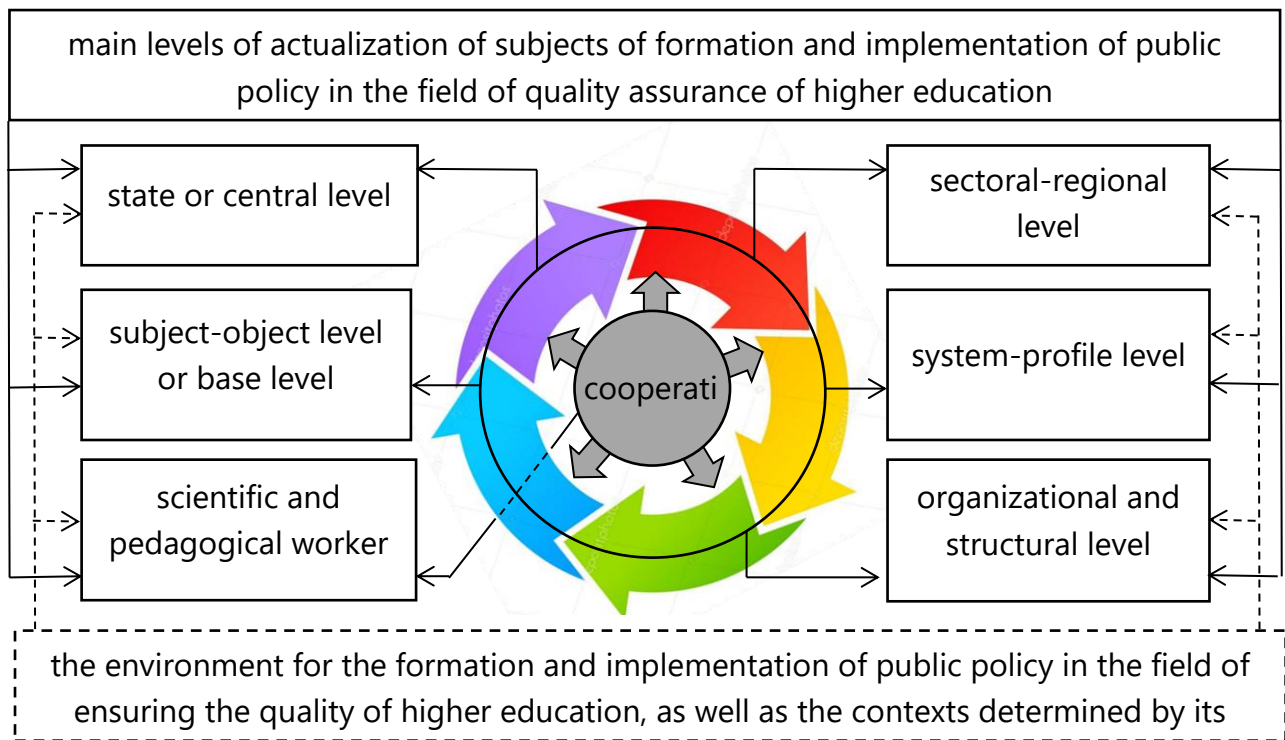 main levels of actualization of subjects of formation and implementation of public
policy in the field of quality assurance of higher education
state or central level
sectoral-regional
level
subject-object level
or base level
cooperati
system-profile level
scientific and
pedagogical worker
organizational and
structural level
the environment for the formation and implementation of public policy in the field of
ensuring the quality of higher education, as well as the contexts determined by its